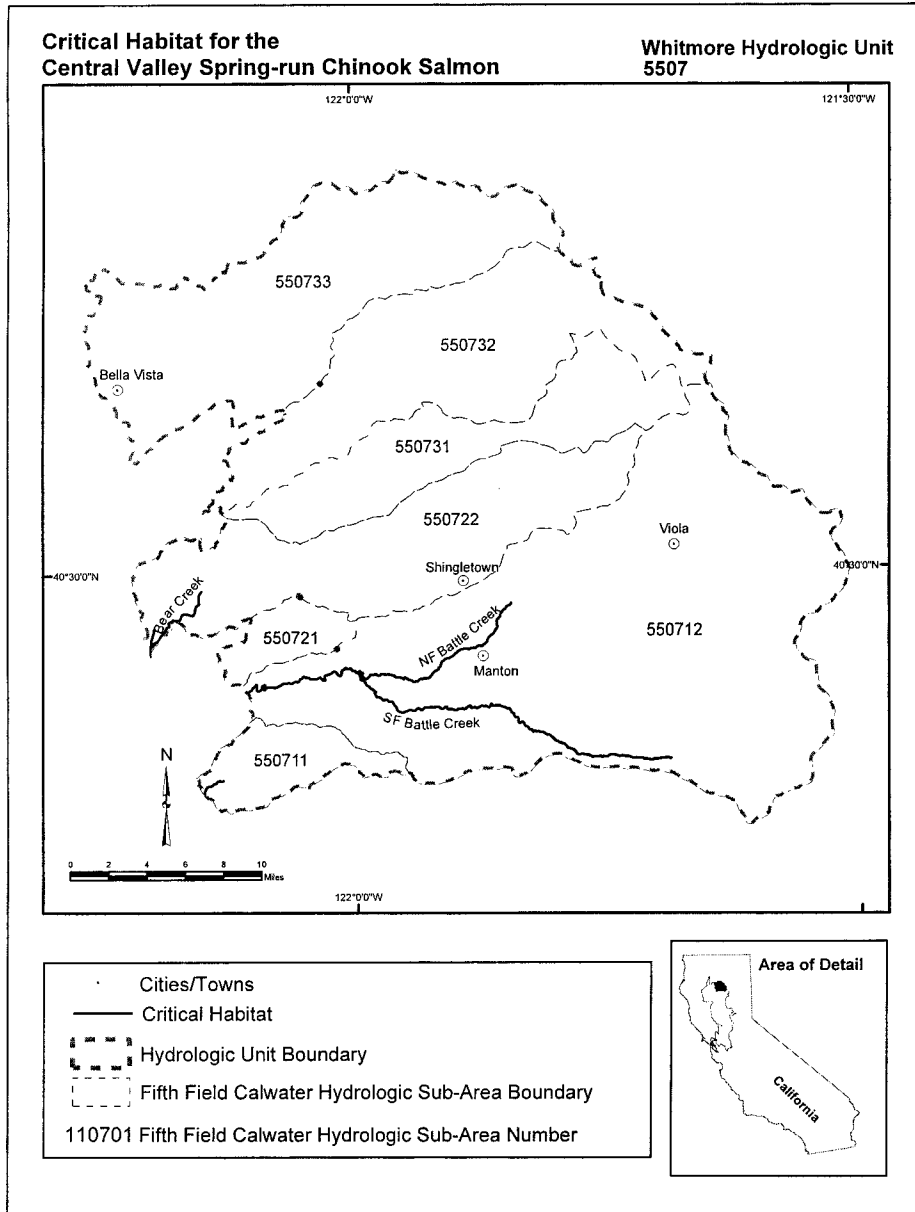 Critical Habitat for the
Central Valley Spring-run Chinook Salmon
Whitmore Hydrologic Unit
5507
122°0'0"W
121°30'0"W
550733
550732
Bella Vista
550731
550722
Viola
Shingletown
40°30'0"N
40°30'0"N
Bear Creek
550721
NF Battle Creek
550712
Manton
SF Battle Creek
550711
N
0 2 4 6 8 10
Miles
122°0'0"W
Cities/Towns
Critical Habitat
Hydrologic Unit Boundary
Fifth Field Calwater Hydrologic Sub-Area Boundary
110701 Fifth Field Calwater Hydrologic Sub-Area Number
Area of Detail
California